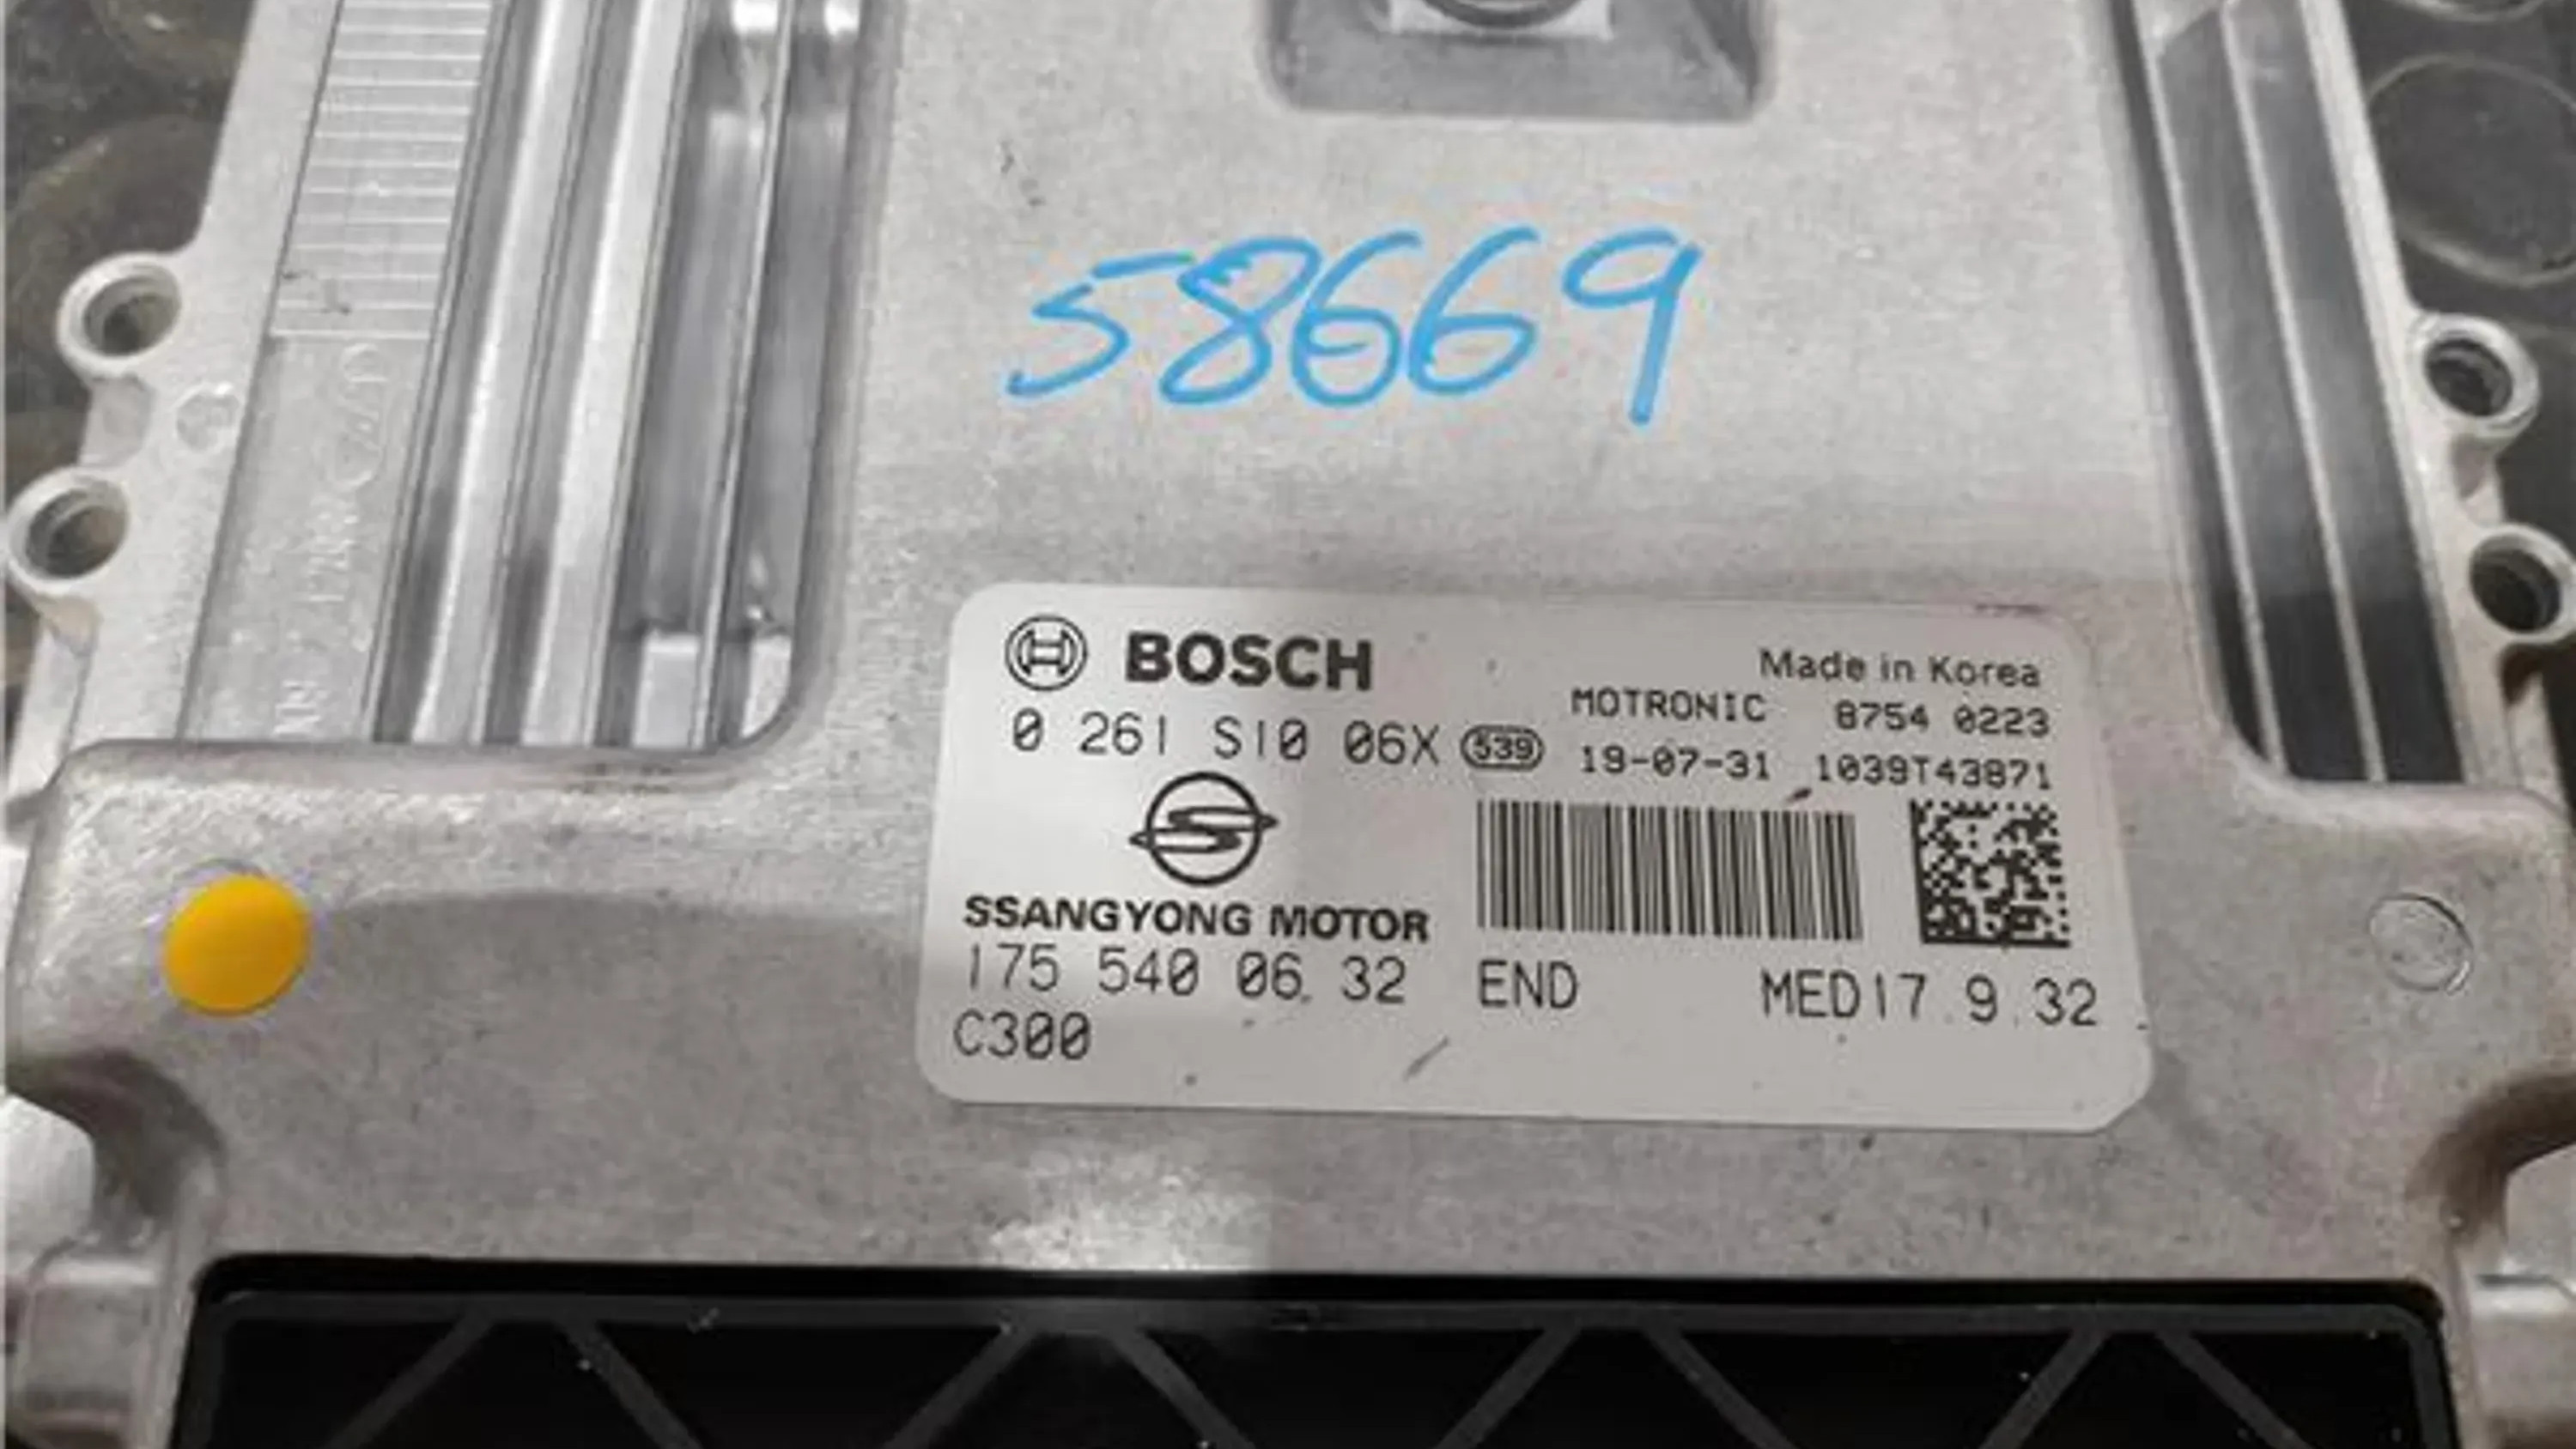 58669
BOSCH
Made in Korea
MOTRONIC 8754 0223
0 261 S10 06X 539 19-07-31 1039T43871
SSANGYONG MOTOR
175 540 06 32 END MED17.9.32
C300